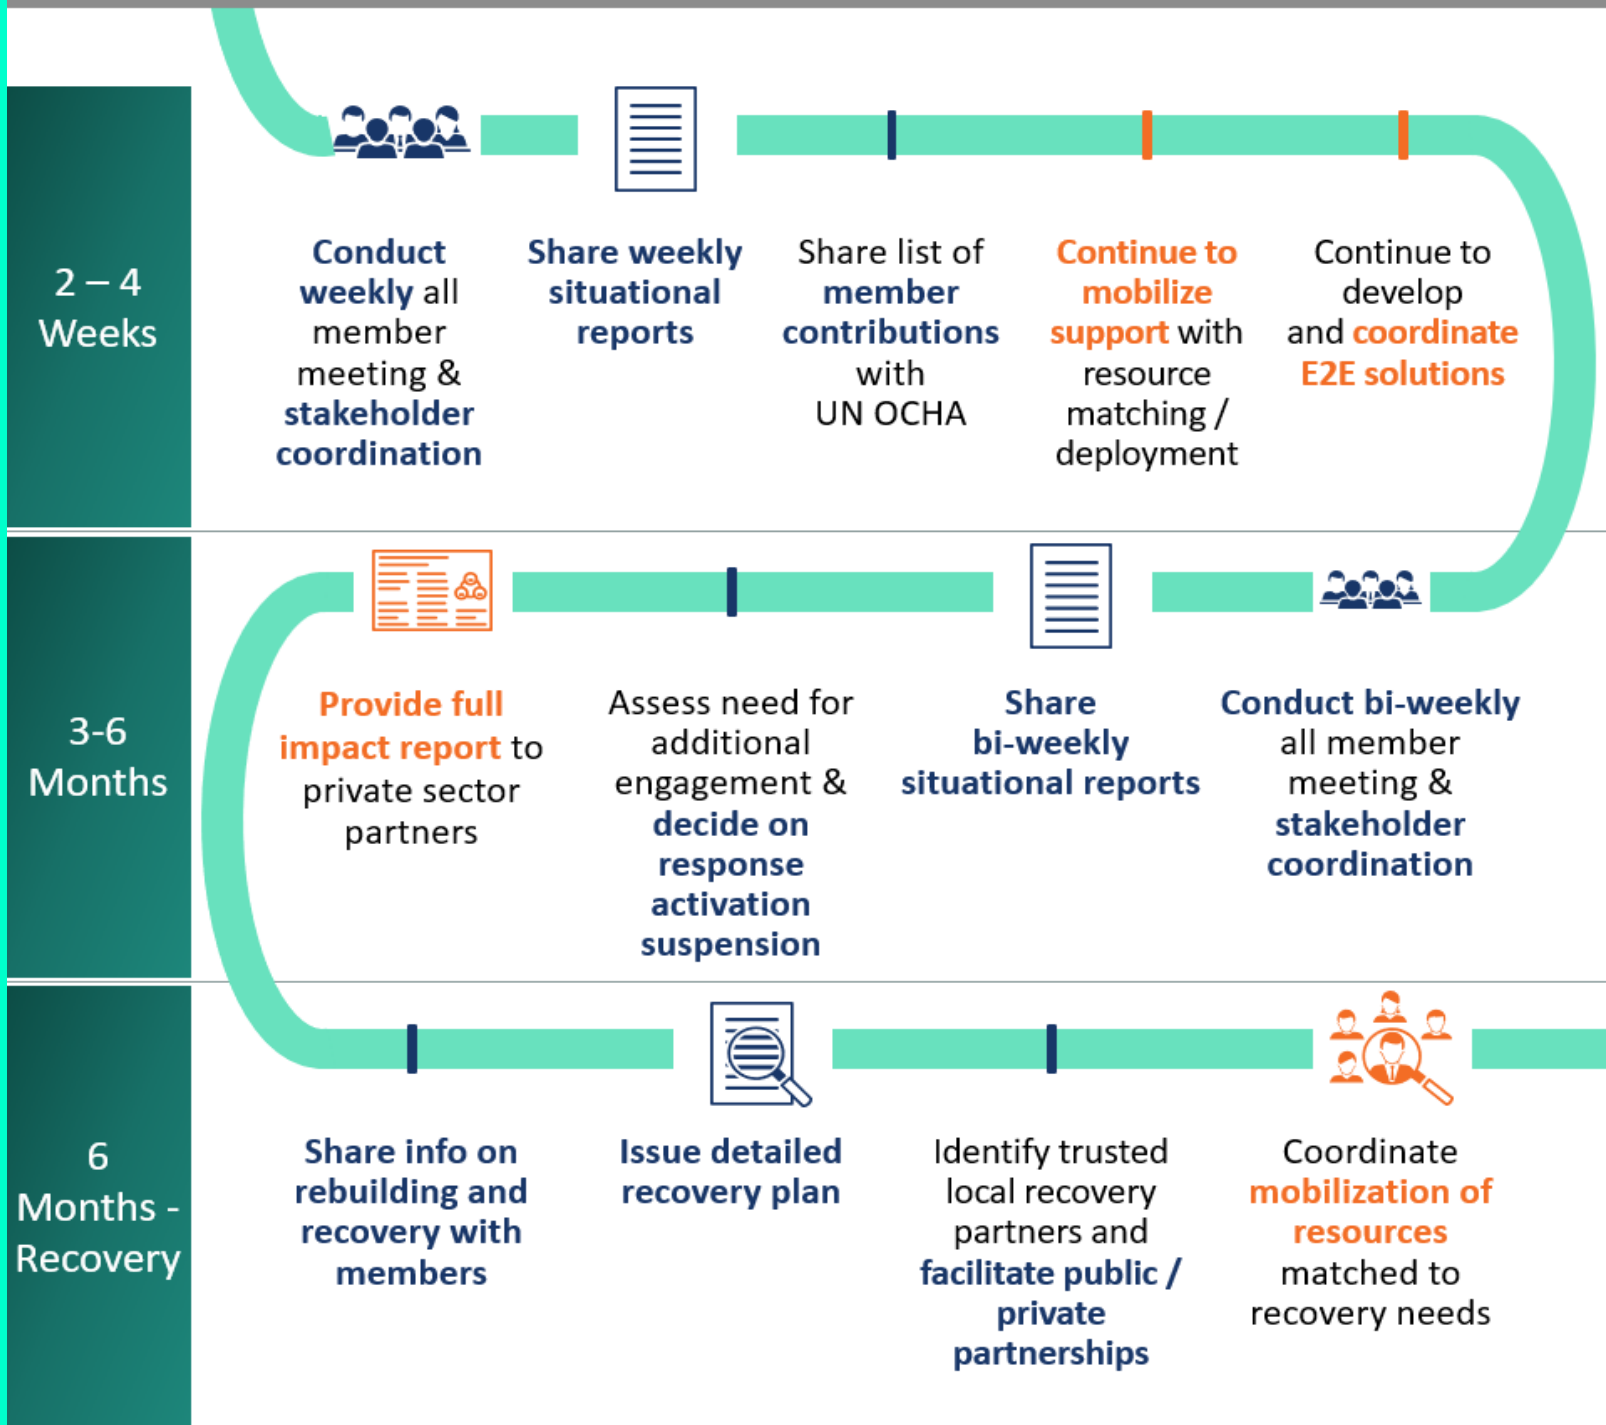 2 – 4
Weeks
Conduct
weekly all
member
meeting &
stakeholder
coordination
Share weekly
situational
reports
Share list of
member
contributions
with
UN OCHA
Continue to
mobilize
support with
resource
matching /
deployment
Continue to
develop
and coordinate
E2E solutions
3-6
Months
Provide full
impact report to
private sector
partners
Assess need for
additional
engagement &
decide on
response
activation
suspension
Share
bi-weekly
situational reports
Conduct bi-weekly
all member
meeting &
stakeholder
coordination
6
Months -
Recovery
Share info on
rebuilding and
recovery with
members
Issue detailed
recovery plan
Identify trusted
local recovery
partners and
facilitate public /
private
partnerships
Coordinate
mobilization of
resources
matched to
recovery needs